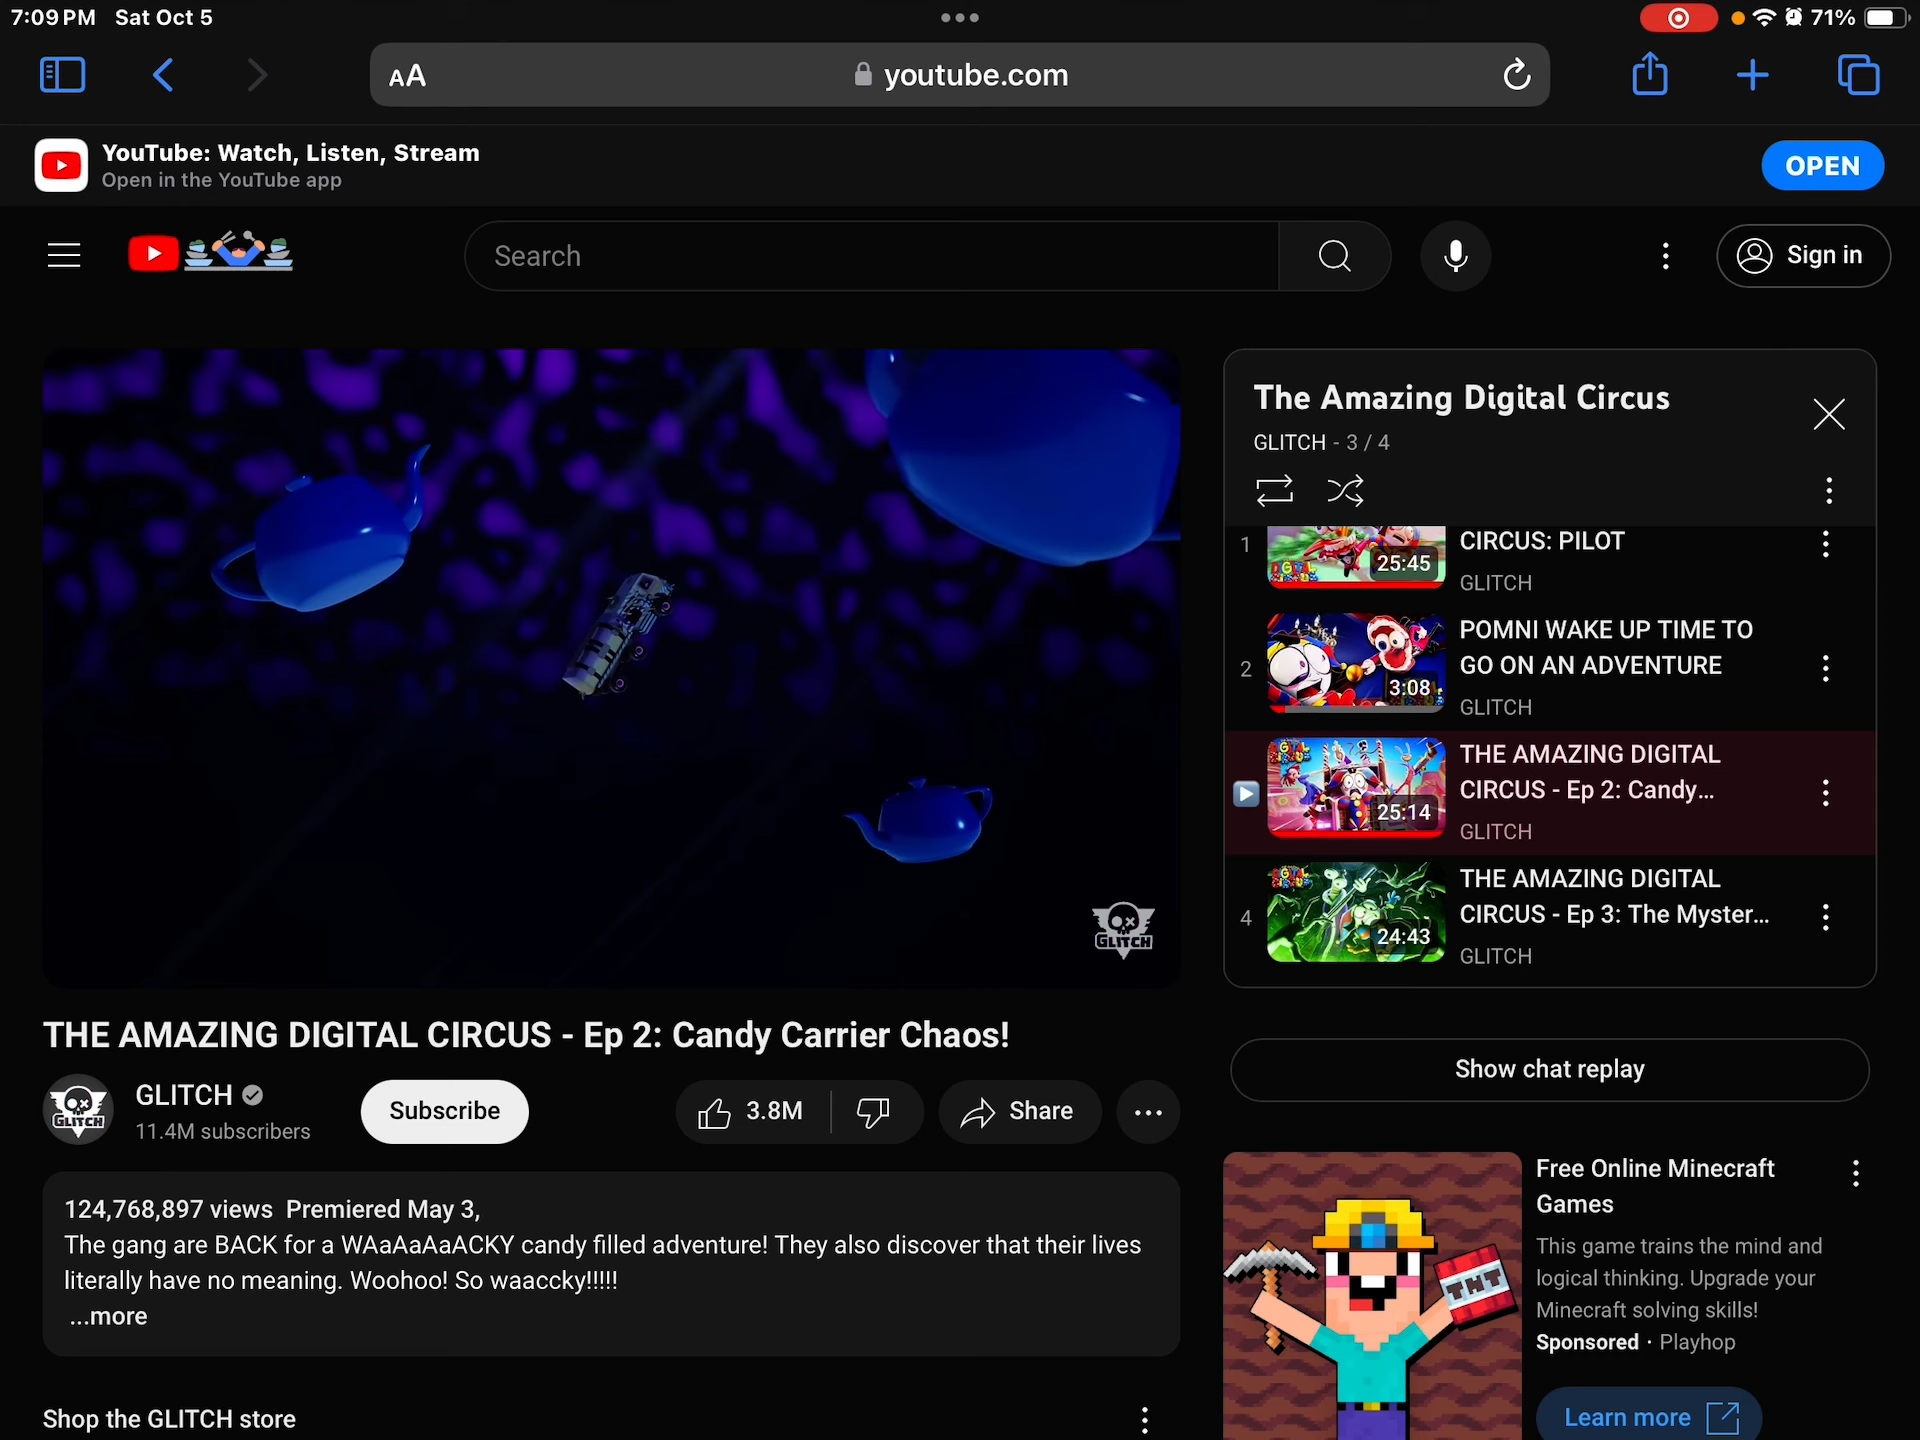 7:09 PM Sat Oct 5
71%
AA
youtube.com
YouTube: Watch, Listen, Stream
Open in the YouTube app
OPEN
Search
Sign in
GLITCH
The Amazing Digital Circus
GLITCH - 3 / 4
1
25:45
CIRCUS: PILOT
GLITCH
2
3:08
POMNI WAKE UP TIME TO
GO ON AN ADVENTURE
GLITCH
25:14
THE AMAZING DIGITAL
CIRCUS - Ep 2: Candy...
GLITCH
4
24:43
THE AMAZING DIGITAL
CIRCUS - Ep 3: The Myster...
GLITCH
THE AMAZING DIGITAL CIRCUS - Ep 2: Candy Carrier Chaos!
GLITCH
GLITCH
11.4M subscribers
Subscribe
3.8M
Share
124,768,897 views Premiered May 3,
The gang are BACK for a WAaAaAaACKY candy filled adventure! They also discover that their lives
literally have no meaning. Woohoo! So waaccky!!!!!
...more
Shop the GLITCH store
Show chat replay
TNT
Free Online Minecraft
Games
This game trains the mind and
logical thinking. Upgrade your
Minecraft solving skills!
Sponsored · Playhop
Learn more